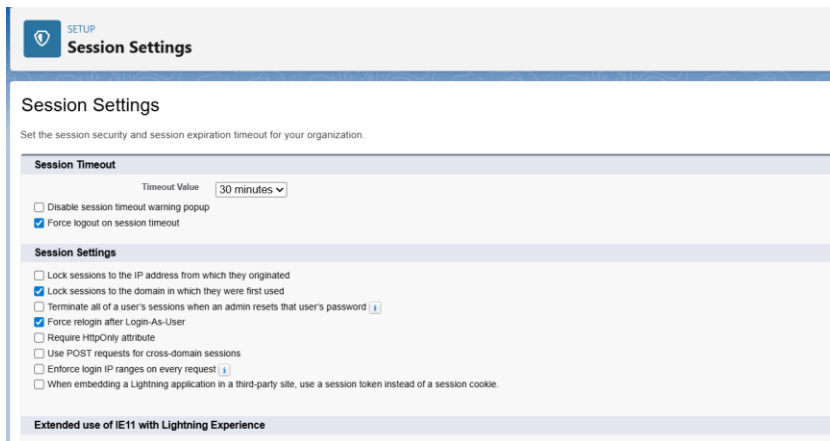 SETUP
Session Settings
Session Settings
Set the session security and session expiration timeout for your organization.
Session Timeout
Timeout Value 30 minutes
Disable session timeout warning popup
Force logout on session timeout
Session Settings
Lock sessions to the IP address from which they originated
Lock sessions to the domain in which they were first used
Terminate all of a user's sessions when an admin resets that user's password i
Force relogin after Login-As-User
Require HttpOnly attribute
Use POST requests for cross-domain sessions
Enforce login IP ranges on every request i
When embedding a Lightning application in a third-party site, use a session token instead of a session cookie.
Extended use of IE11 with Lightning Experience